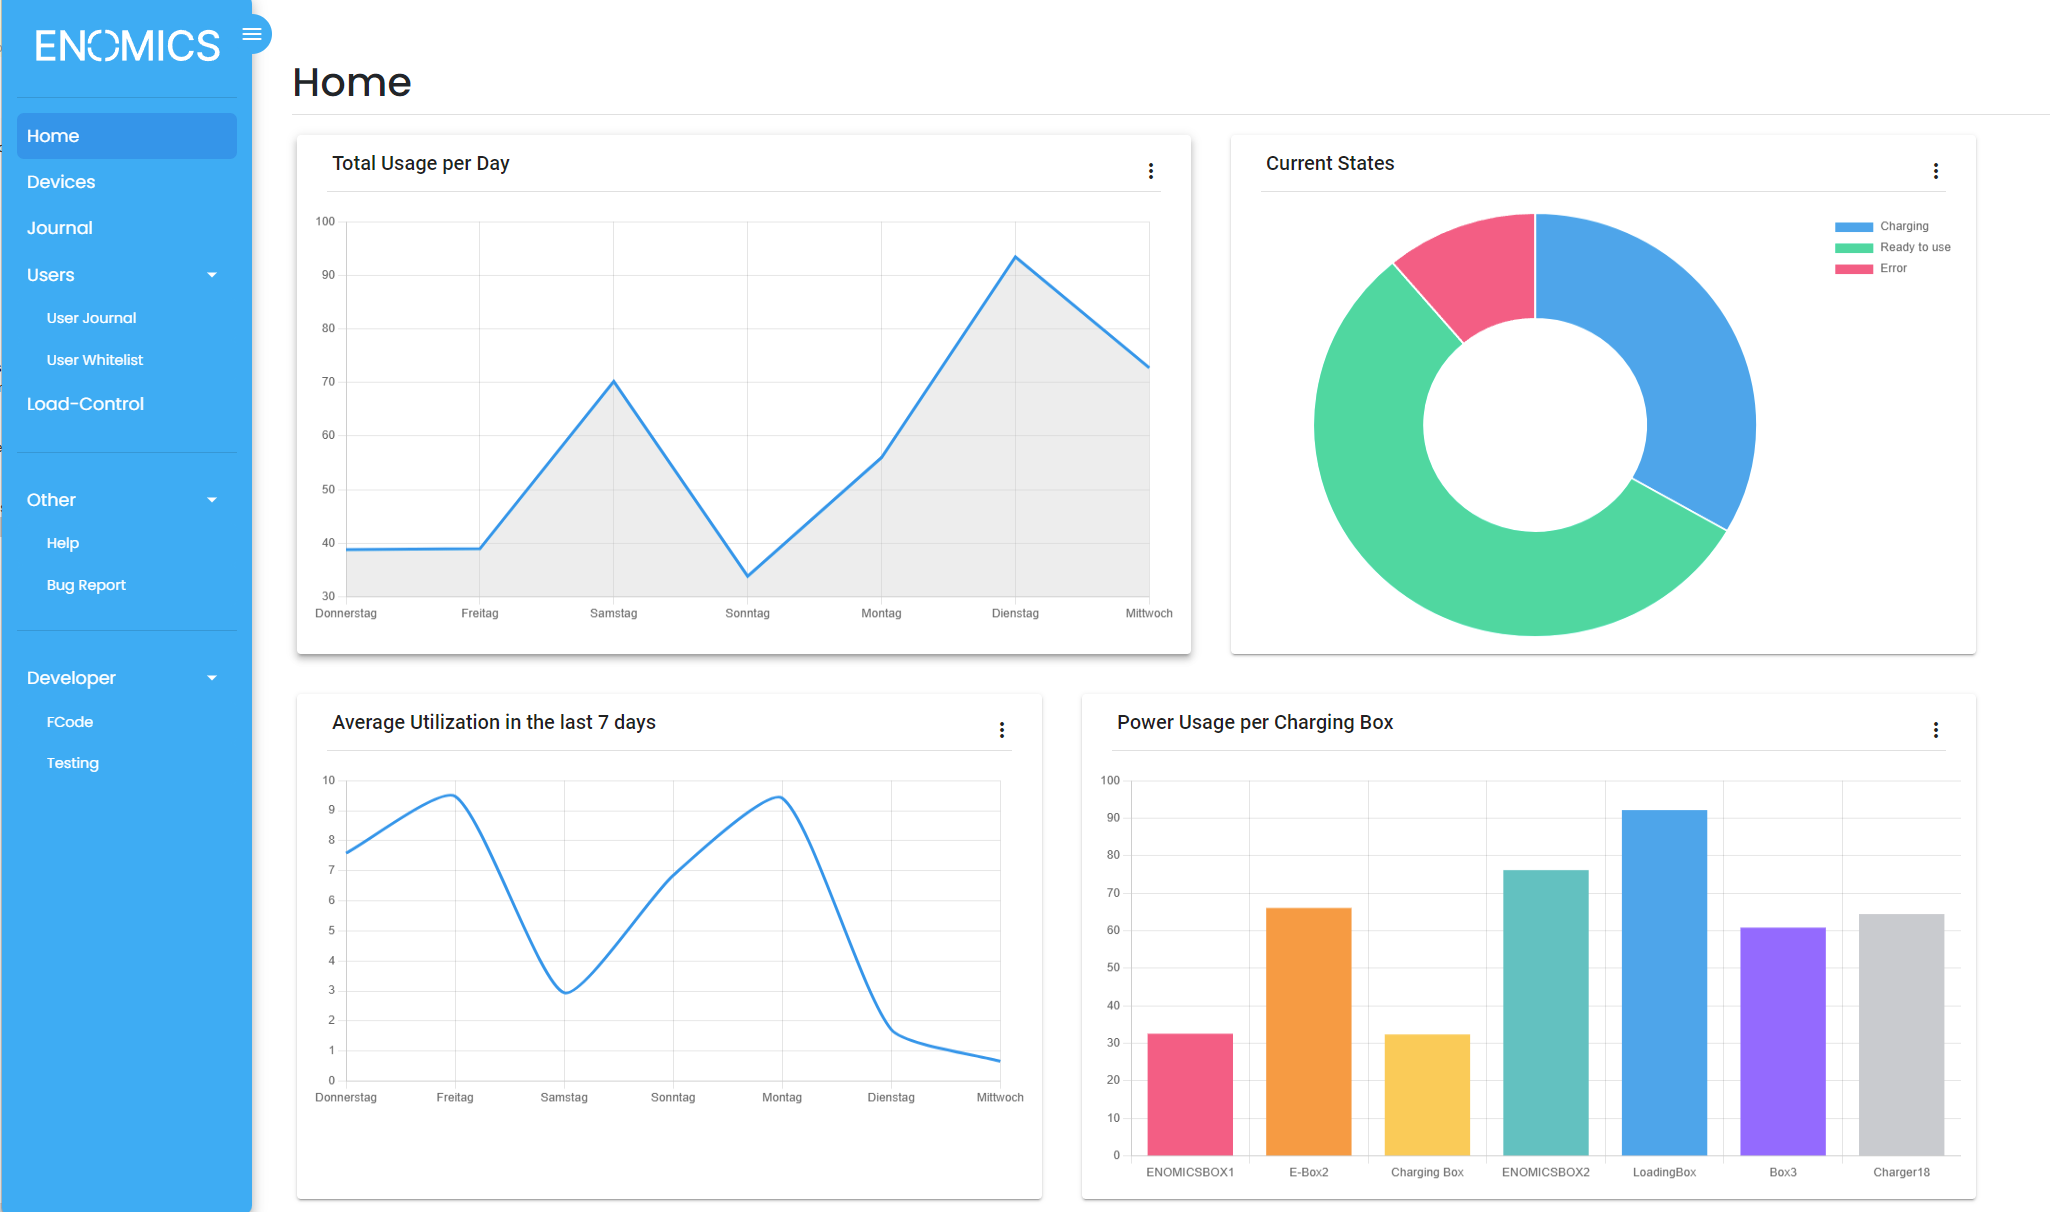 ENOMICS
Home
Devices
Journal
Users
User Journal
User Whitelist
Load-Control
Other
Help
Bug Report
Developer
FCode
Testing
Home
Total Usage per Day
100
90
80
70
60
50
40
30
Donnerstag Freitag Samstag Sonntag Montag Dienstag Mittwoch
Current States
Charging
Ready to use
Error
Average Utilization in the last 7 days
10
9
8
7
6
5
4
3
2
1
0
Donnerstag Freitag Samstag Sonntag Montag Dienstag Mittwoch
Power Usage per Charging Box
100
90
80
70
60
50
40
30
20
10
0
ENOMICSBOX1 E-Box2 Charging Box ENOMICSBOX2 LoadingBox Box3 Charger18